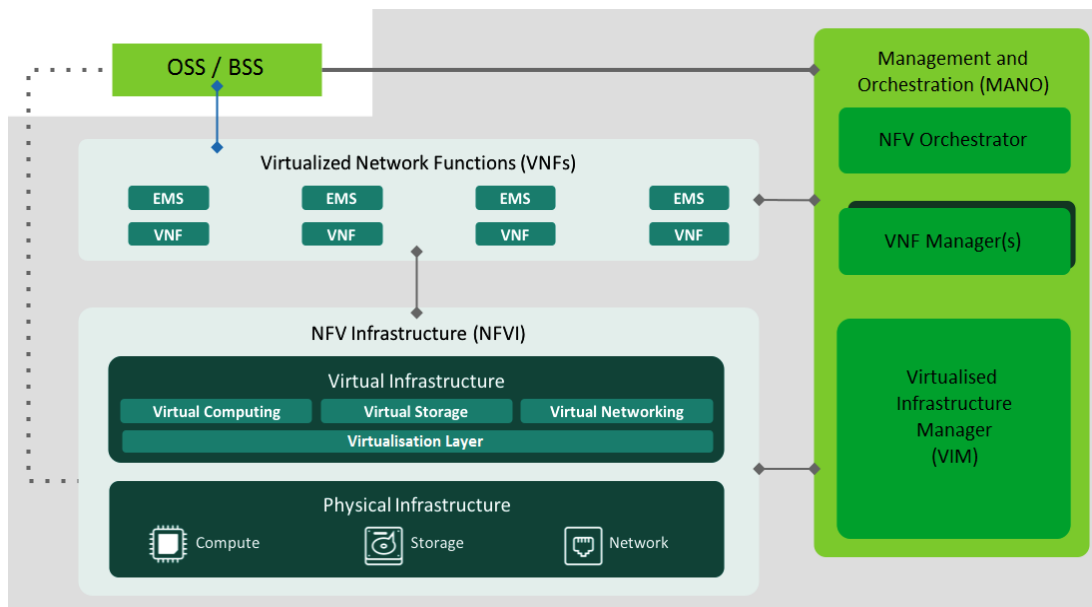 OSS / BSS
Management and
Orchestration (MANO)
NFV Orchestrator
VNF Manager(s)
Virtualised
Infrastructure
Manager
(VIM)
Virtualized Network Functions (VNFs)
EMS EMS EMS EMS
VNF VNF VNF VNF
NFV Infrastructure (NFVI)
Virtual Infrastructure
Virtual Computing Virtual Storage Virtual Networking
Virtualisation Layer
Physical Infrastructure
Compute Storage Network